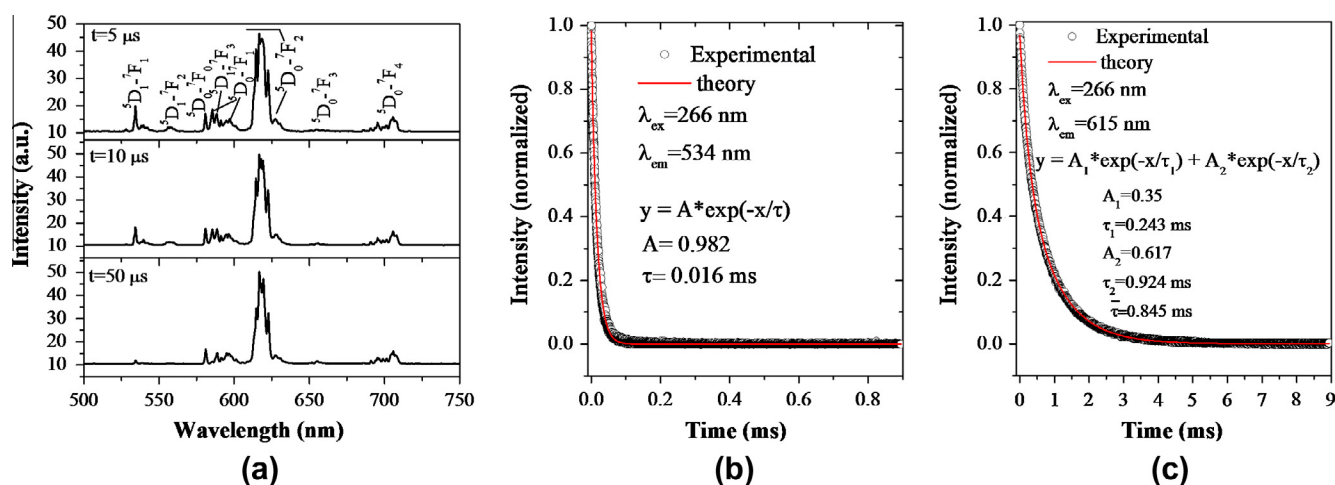 t=5 μs
⁵D₁-⁷F₁
⁵D₁-⁷F₂
⁵D₀-⁷F₀
⁵D₁-⁷F₃
⁵D₀-⁷F₁
⁵D₀-⁷F₂
⁵D₀-⁷F₃
⁵D₀-⁷F₄
50
40
30
20
10
t=10 μs
50
40
30
20
10
t=50 μs
50
40
30
20
10
500 550 600 650 700 750
Intensity (a.u.)
Wavelength (nm)
(a)
1.0
0.8
0.6
0.4
0.2
0.0
Intensity (normalized)
Experimental
theory
λex=266 nm
λem=534 nm
y = A*exp(-x/τ)
A= 0.982
τ= 0.016 ms
0.0 0.2 0.4 0.6 0.8
Time (ms)
(b)
1.0
0.8
0.6
0.4
0.2
0.0
Intensity (normalized)
Experimental
theory
λex=266 nm
λem=615 nm
y = A₁*exp(-x/τ₁) + A₂*exp(-x/τ₂)
A₁=0.35
τ₁=0.243 ms
A₂=0.617
τ₂=0.924 ms
τ̄=0.845 ms
0 1 2 3 4 5 6 7 8 9
Time (ms)
(c)